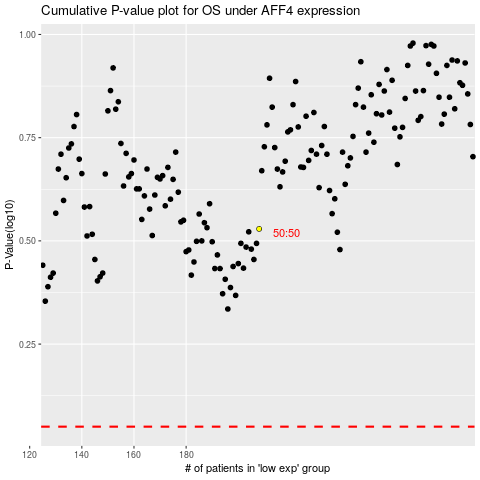 Cumulative P-value plot for OS under AFF4 expression
P-Value(log10)
1.00
0.75
0.50
0.25
50:50
120 140 160 180
# of patients in 'low exp' group